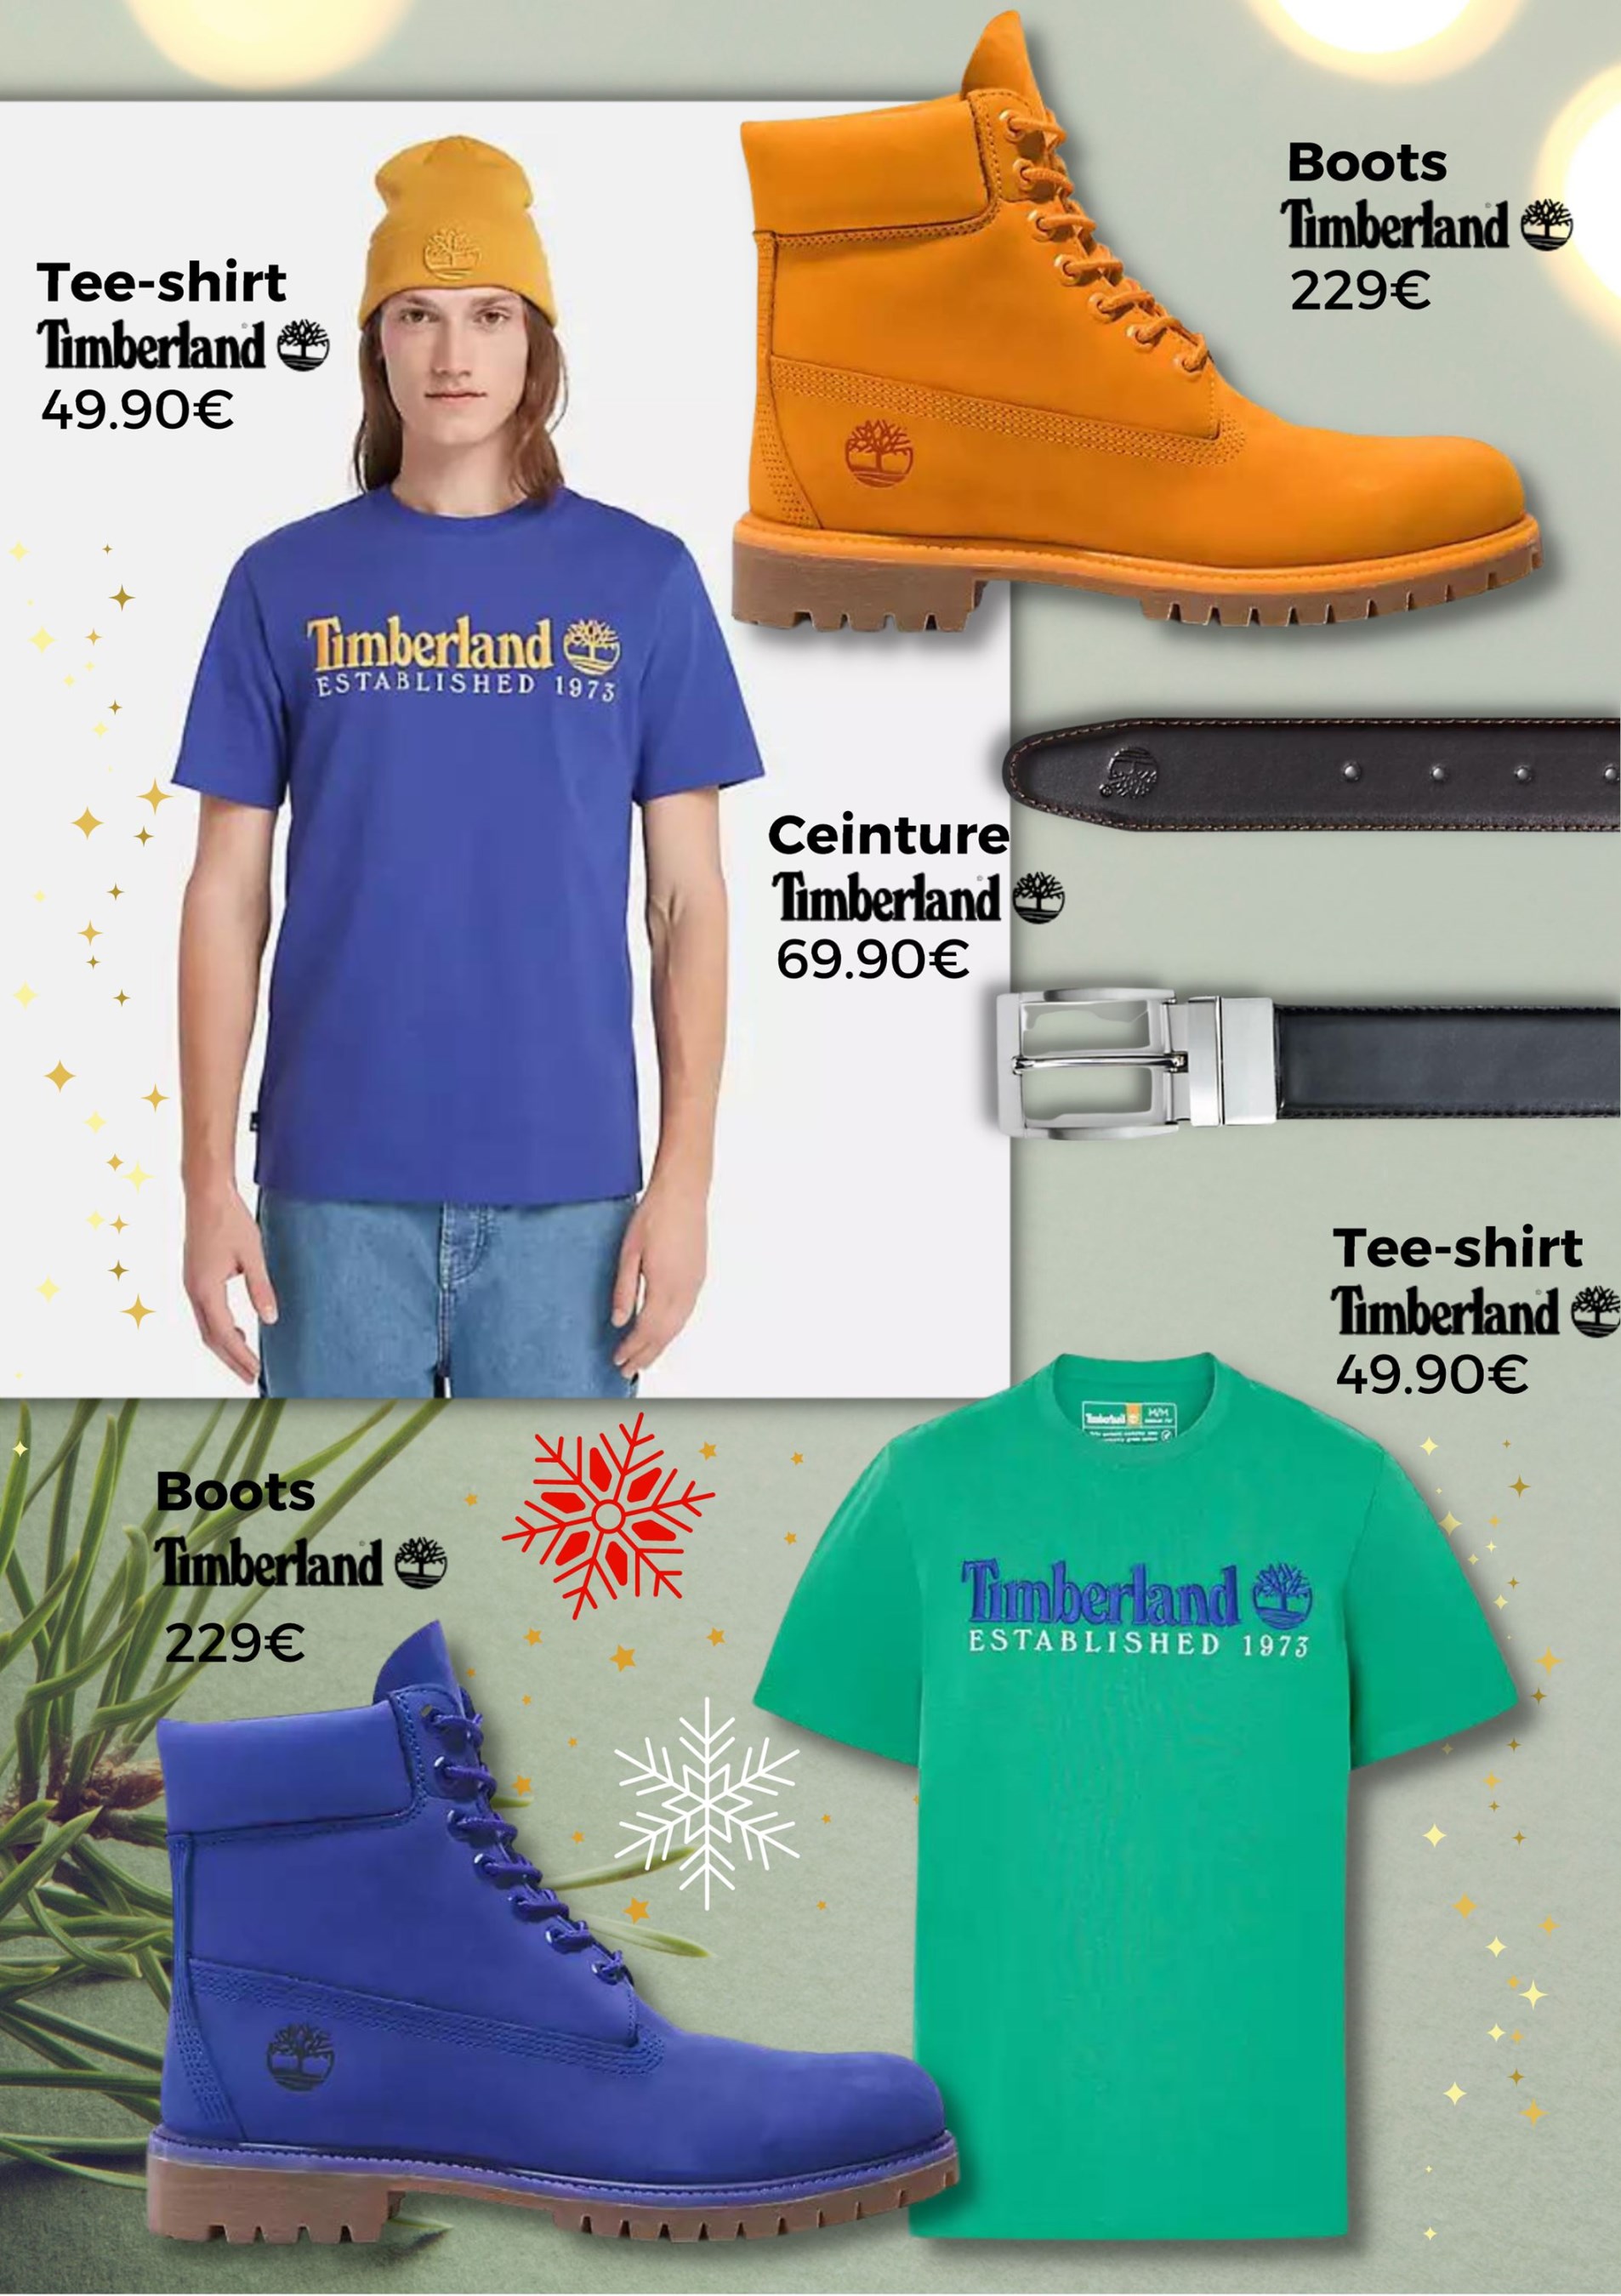 Boots
Timberland
229€
Tee-shirt
Timberland
49.90€
Timberland
ESTABLISHED 1973
Ceinture
Timberland
69.90€
Tee-shirt
Timberland
49.90€
Timberland
M/M
Boots
Timberland
229€
Timberland
ESTABLISHED 1973